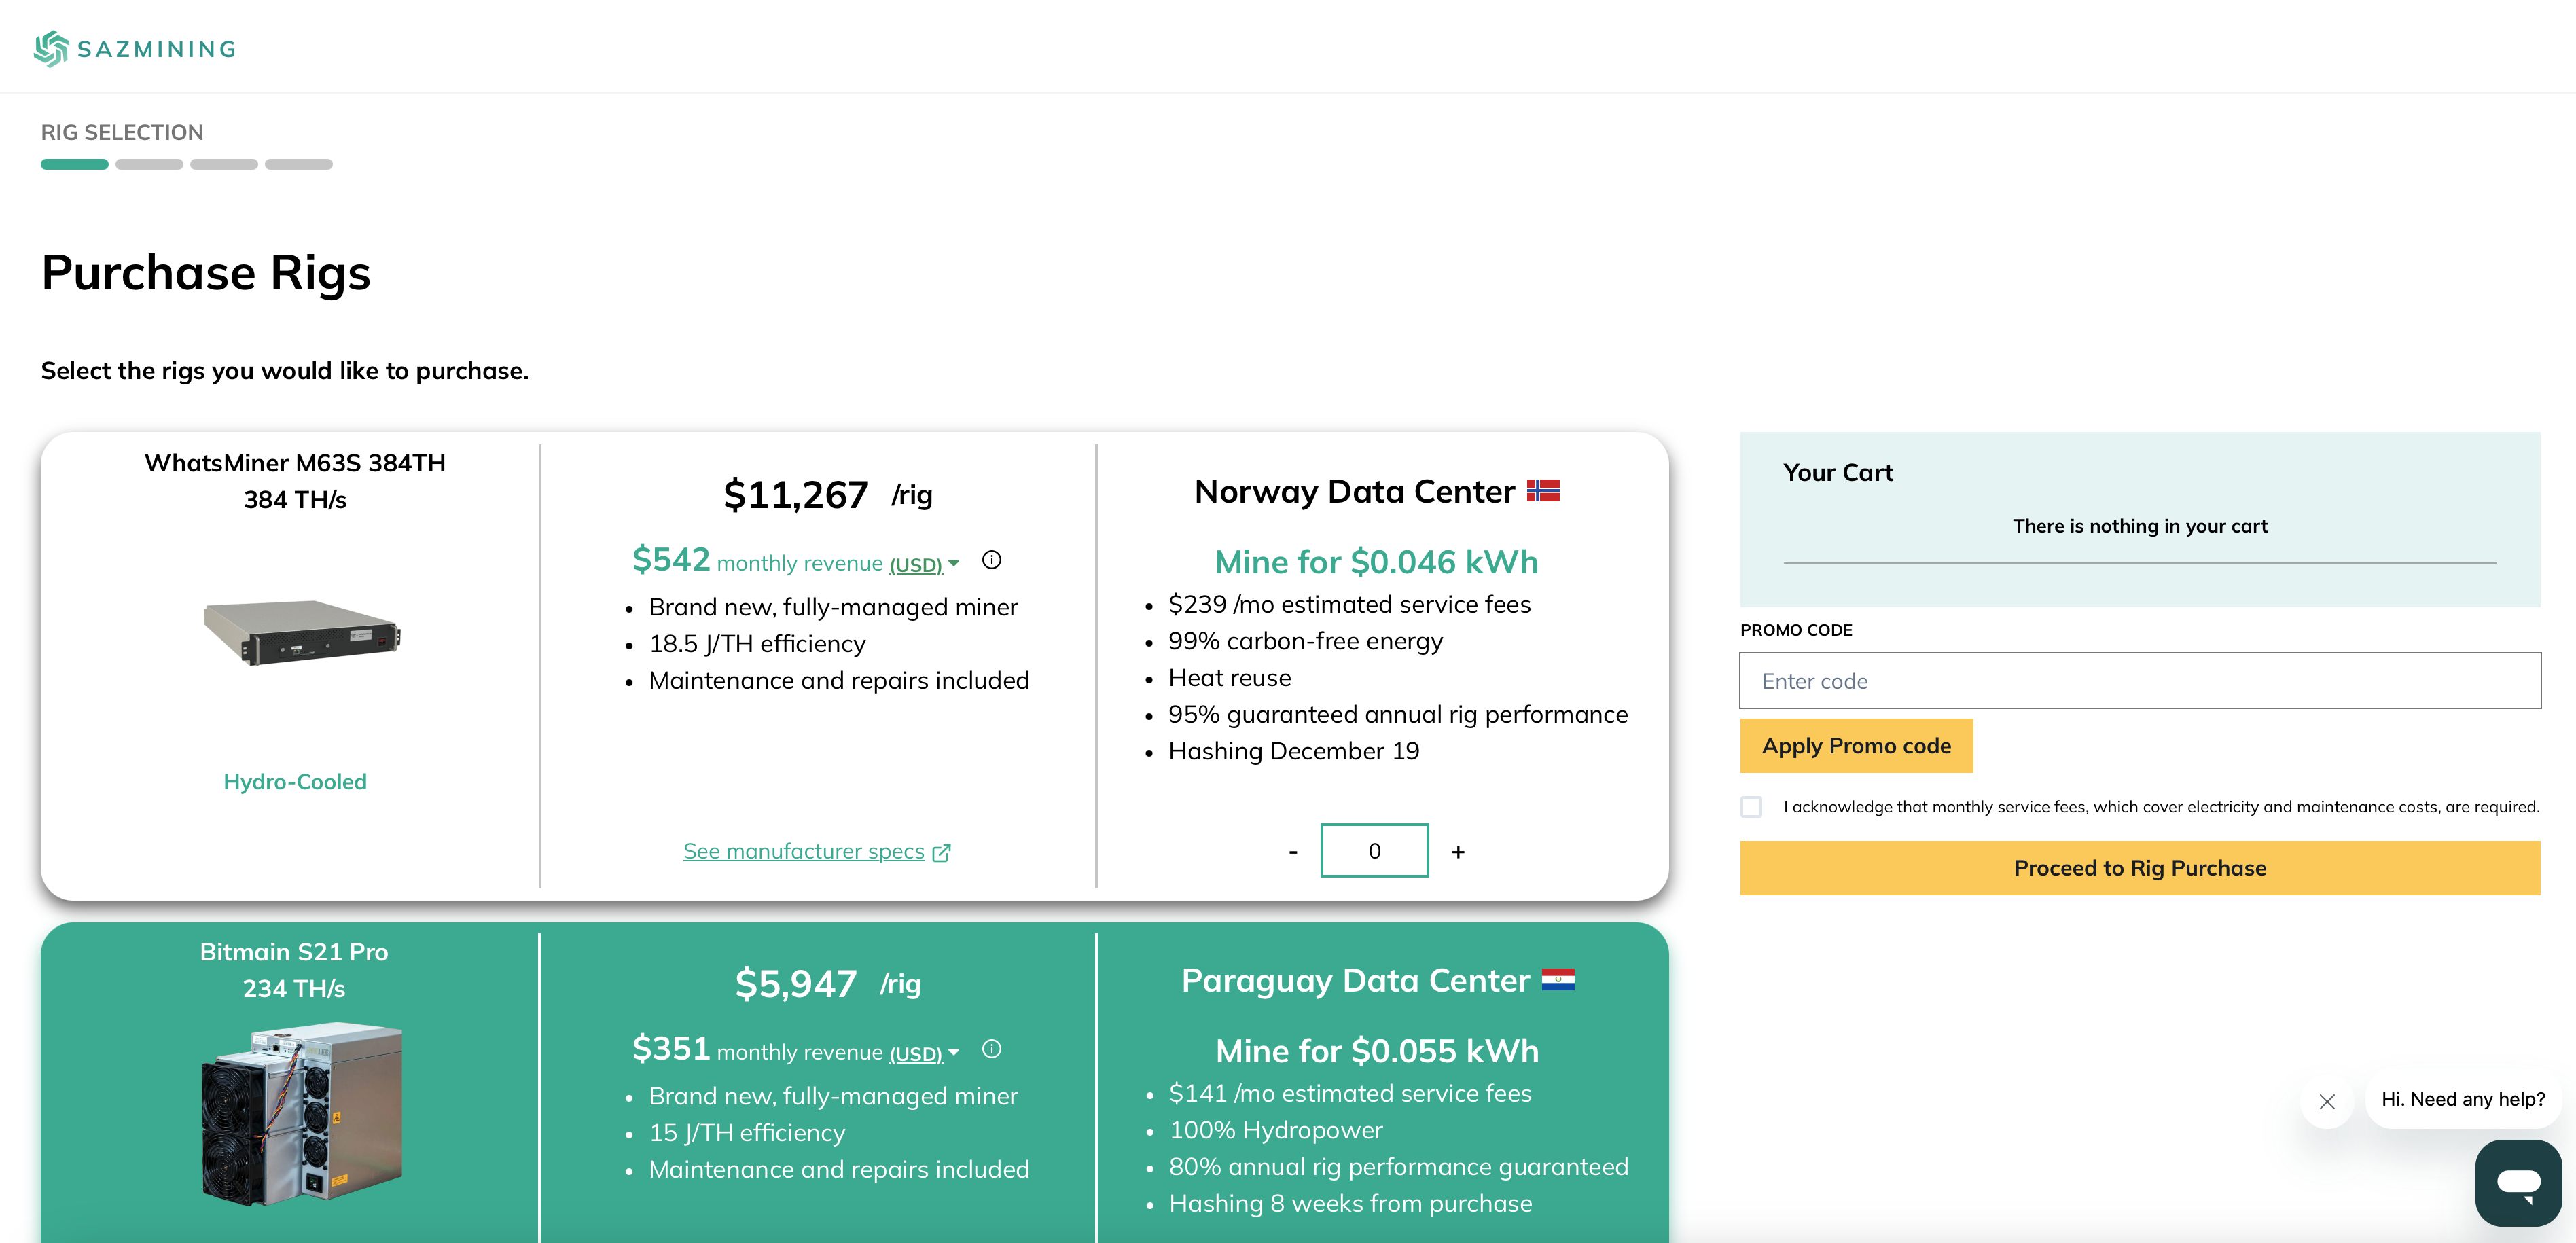 SAZMINING
RIG SELECTION
Purchase Rigs
Select the rigs you would like to purchase.
WhatsMiner M63S 384TH
384 TH/s
Hydro-Cooled
$11,267 /rig
$542 monthly revenue (USD)
• Brand new, fully-managed miner
• 18.5 J/TH efficiency
• Maintenance and repairs included
See manufacturer specs
Norway Data Center
Mine for $0.046 kWh
• $239 /mo estimated service fees
• 99% carbon-free energy
• Heat reuse
• 95% guaranteed annual rig performance
• Hashing December 19
- 0 +
Bitmain S21 Pro
234 TH/s
$5,947 /rig
$351 monthly revenue (USD)
• Brand new, fully-managed miner
• 15 J/TH efficiency
• Maintenance and repairs included
Paraguay Data Center
Mine for $0.055 kWh
• $141 /mo estimated service fees
• 100% Hydropower
• 80% annual rig performance guaranteed
• Hashing 8 weeks from purchase
Your Cart
There is nothing in your cart
PROMO CODE
Enter code
Apply Promo code
I acknowledge that monthly service fees, which cover electricity and maintenance costs, are required.
Proceed to Rig Purchase
Hi. Need any help?